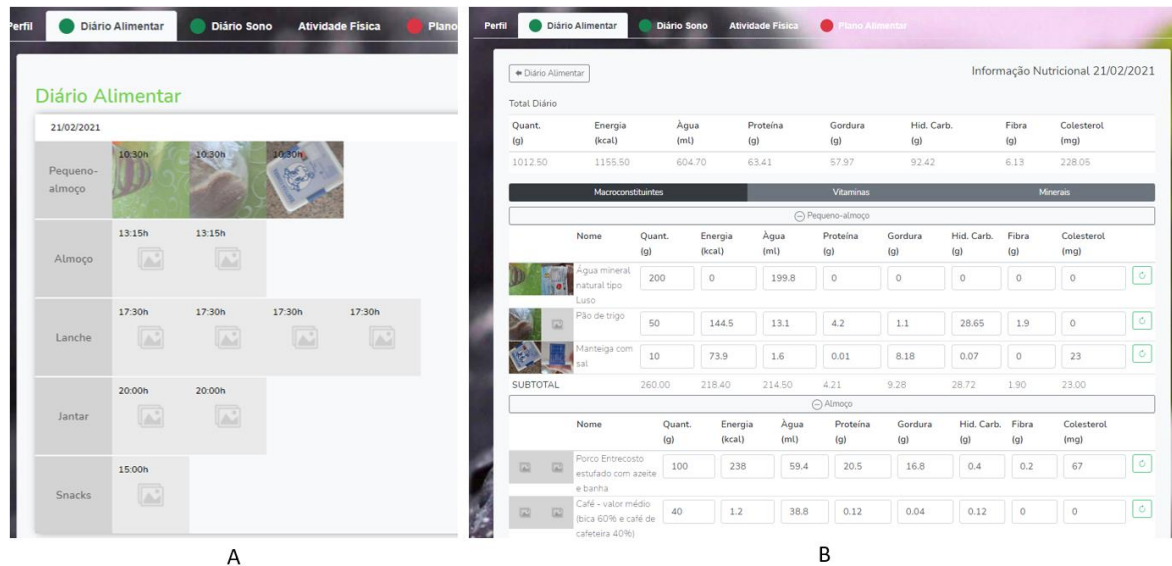 Perfil Diário Alimentar Diário Sono Atividade Física Plano
Diário Alimentar
21/02/2021
Pequeno-almoço 10:30h 10:30h 10:30h
Almoço 13:15h 13:15h
Lanche 17:30h 17:30h 17:30h 17:30h
Jantar 20:00h 20:00h
Snacks 15:00h
A
Perfil Diário Alimentar Diário Sono Atividade Física Plano Alimentar
Diário Alimentar
Informação Nutricional 21/02/2021
Total Diário
Quant. Energia Àgua Proteína Gordura Hid. Carb. Fibra Colesterol
(g) (kcal) (ml) (g) (g) (g) (g) (mg)
1012.50 1155.50 604.70 63.41 57.97 92.42 6.13 228.05
Macroconstituintes Vitaminas Minerais
Pequeno-almoço
Nome Quant. Energia Àgua Proteína Gordura Hid. Carb. Fibra Colesterol
(g) (kcal) (ml) (g) (g) (g) (g) (mg)
Água mineral
natural tipo 200 0 199.8 0 0 0 0 0
Luso
Pão de trigo 50 144.5 13.1 4.2 1.1 28.65 1.9 0
Manteiga com 10 73.9 1.6 0.01 8.18 0.07 0 23
sal
SUBTOTAL 260.00 218.40 214.50 4.21 9.28 28.72 1.90 23.00
Almoço
Nome Quant. Energia Àgua Proteína Gordura Hid. Carb. Fibra Colesterol
(g) (kcal) (ml) (g) (g) (g) (g) (mg)
Porco Entrecosto
estufado com azeite 100 238 59.4 20.5 16.8 0.4 0.2 67
e banha
Café - valor médio
(bica 60% e café de 40 1.2 38.8 0.12 0.04 0.12 0 0
cafeteira 40%)
B